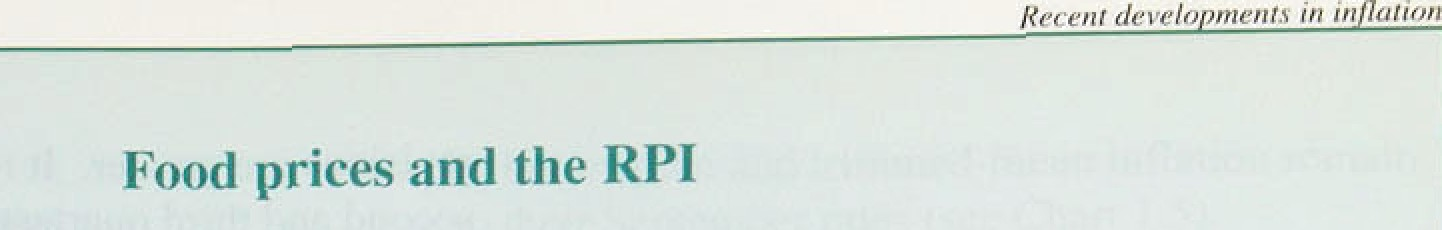 Recent developments in inflation
Food prices and the RPI